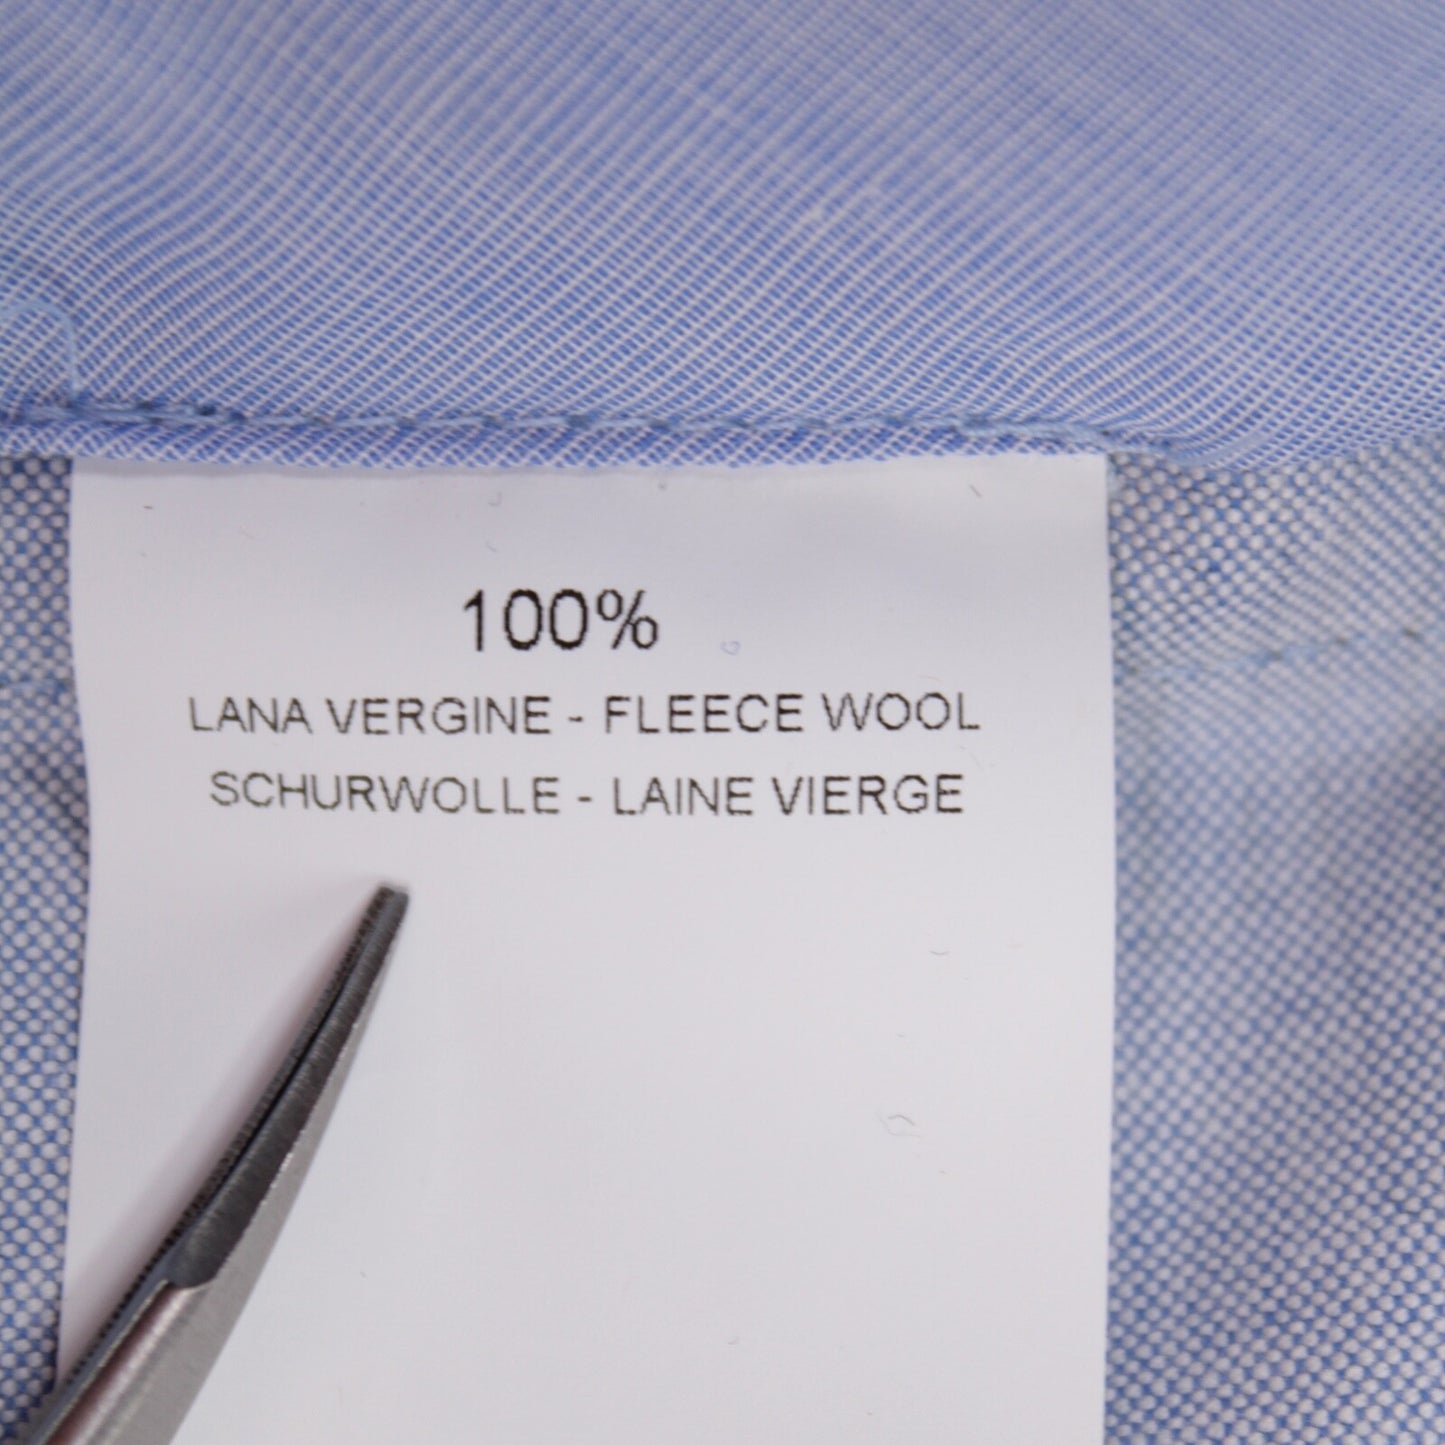 100%
LANA VERGINE - FLEECE WOOL
SCHURWOLLE - LAINE VIERGE